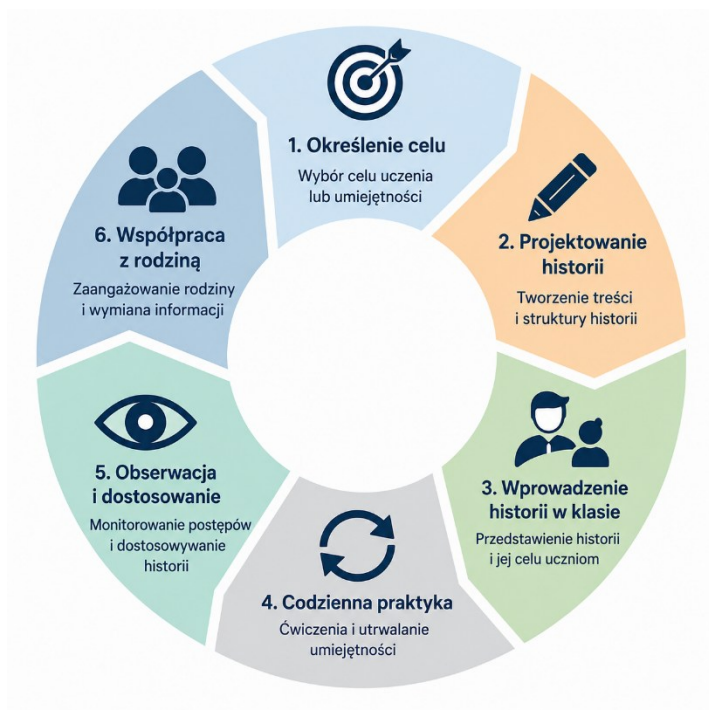 1. Określenie celu
Wybór celu uczenia
lub umiejętności
2. Projektowanie
historii
Tworzenie treści
i struktury historii
3. Wprowadzenie
historii w klasie
Przedstawienie historii
i jej celu uczniom
4. Codzienna praktyka
Ćwiczenia i utrwalanie
umiejętności
5. Obserwacja
i dostosowanie
Monitorowanie postępów
i dostosowywanie
historii
6. Współpraca
z rodziną
Zaangażowanie rodziny
i wymiana informacji